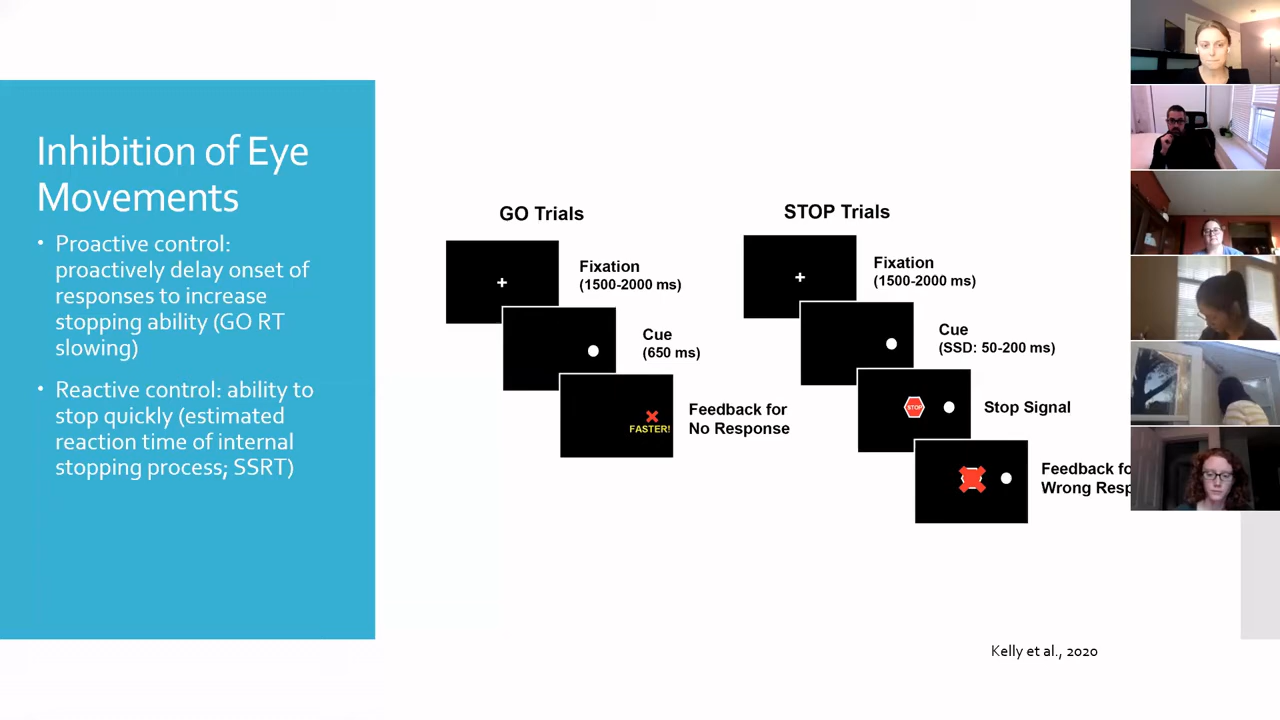 Inhibition of Eye
Movements
• Proactive control:
proactively delay onset of
responses to increase
stopping ability (GO RT
slowing)
• Reactive control: ability to
stop quickly (estimated
reaction time of internal
stopping process; SSRT)
GO Trials
+
Fixation
(1500-2000 ms)
Cue
(650 ms)
FASTER!
Feedback for
No Response
STOP Trials
+
Fixation
(1500-2000 ms)
Cue
(SSD: 50-200 ms)
STOP
Stop Signal
Feedback fo
Wrong Resp
Kelly et al., 2020